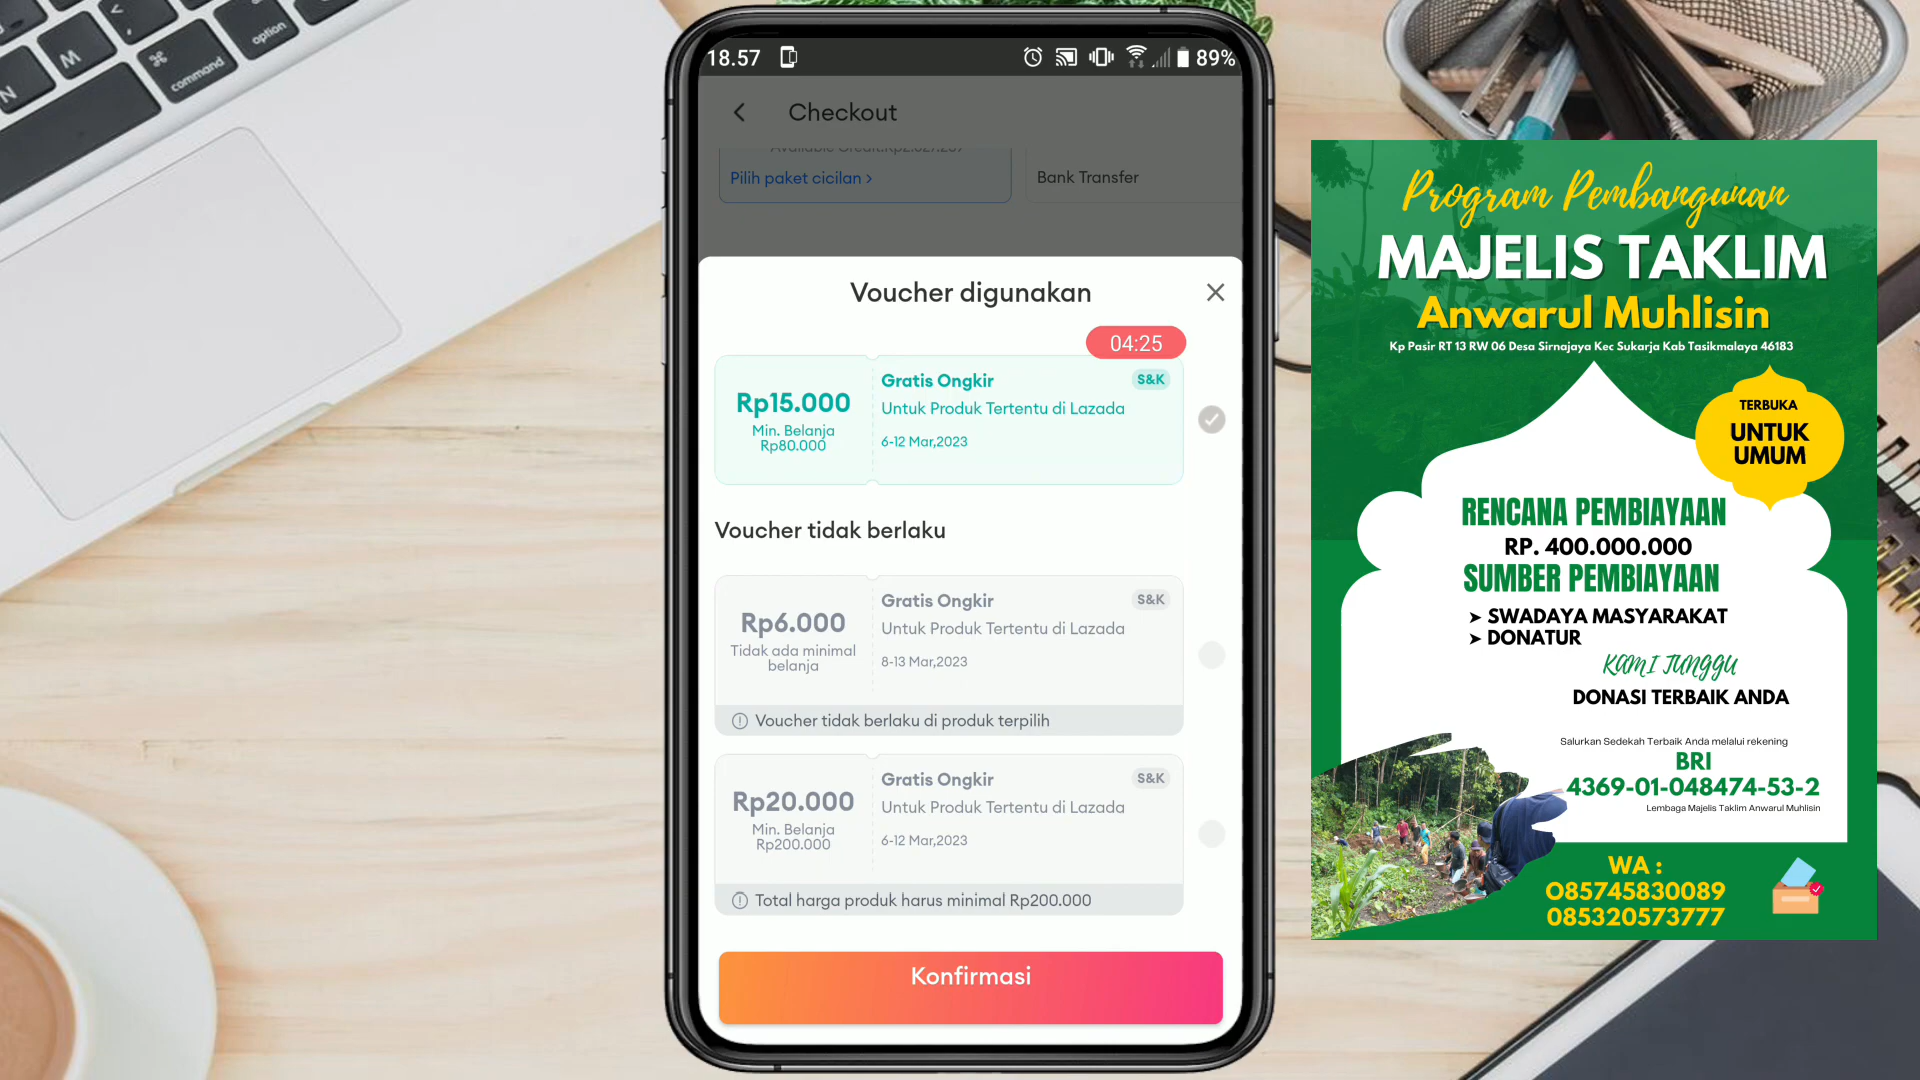 18.57
89%
Checkout
Pilih paket cicilan >
Bank Transfer
Voucher digunakan
04:25
Rp15.000
Min. Belanja
Rp80.000
Gratis Ongkir
S&K
Untuk Produk Tertentu di Lazada
6-12 Mar,2023
Voucher tidak berlaku
Rp6.000
Tidak ada minimal
belanja
Gratis Ongkir
S&K
Untuk Produk Tertentu di Lazada
8-13 Mar,2023
Voucher tidak berlaku di produk terpilih
Rp20.000
Min. Belanja
Rp200.000
Gratis Ongkir
S&K
Untuk Produk Tertentu di Lazada
6-12 Mar,2023
Total harga produk harus minimal Rp200.000
Konfirmasi
Program Pembangunan
MAJELIS TAKLIM
Anwarul Muhlisin
Kp Pasir RT 13 RW 06 Desa Sirnajaya Kec Sukarja Kab Tasikmalaya 46183
TERBUKA
UNTUK
UMUM
RENCANA PEMBIAYAAN
RP. 400.000.000
SUMBER PEMBIAYAAN
➤ SWADAYA MASYARAKAT
➤ DONATUR
KAMI TUNGGU
DONASI TERBAIK ANDA
Salurkan Sedekah Terbaik Anda melalui rekening
BRI
4369-01-048474-53-2
Lembaga Majelis Taklim Anwarul Muhlisin
WA :
O85745830089
085320573777
M
N
<
⌘
command
option